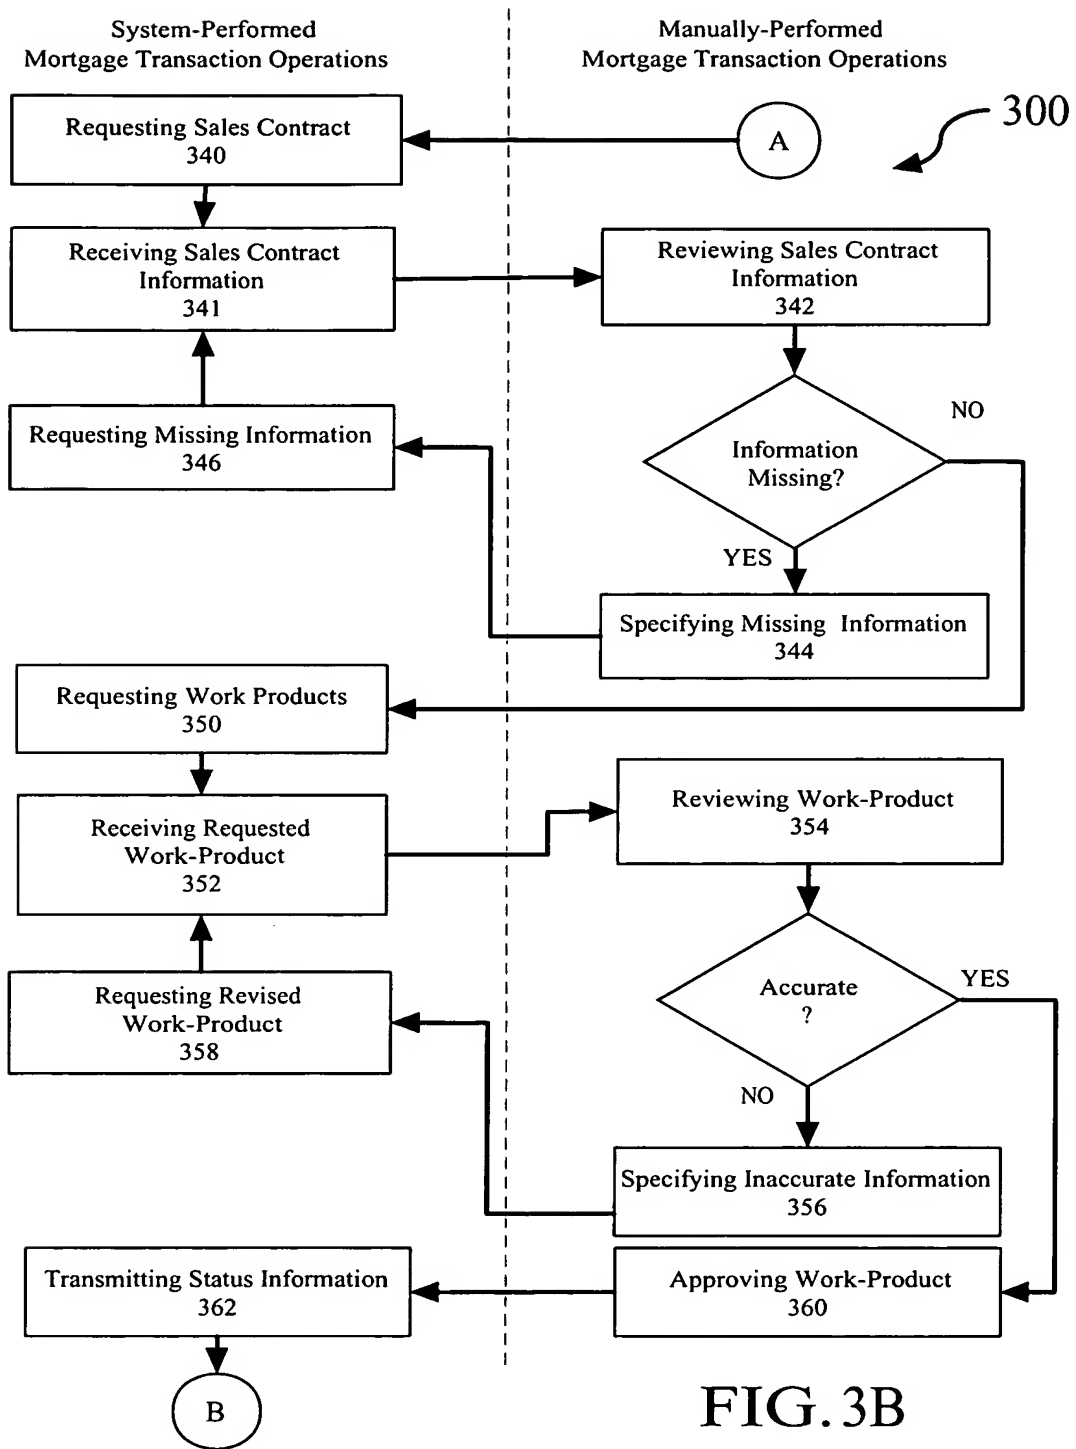 System-Performed
Mortgage Transaction Operations
Manually-Performed
Mortgage Transaction Operations
Requesting Sales Contract
340
A
300
Receiving Sales Contract
Information
341
Reviewing Sales Contract
Information
342
Requesting Missing Information
346
NO
Information
Missing?
YES
Specifying Missing Information
344
Requesting Work Products
350
Reviewing Work-Product
354
Receiving Requested
Work-Product
352
Requesting Revised
Work-Product
358
YES
Accurate
?
NO
Specifying Inaccurate Information
356
Transmitting Status Information
362
Approving Work-Product
360
B
FIG. 3B